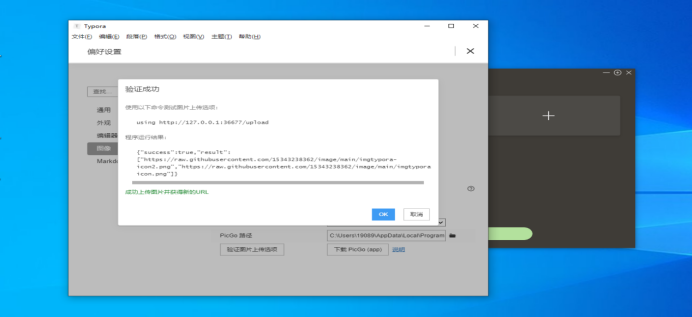 Typora
文件(F) 编辑(E) 段落(P) 格式(O) 视图(V) 主题(T) 帮助(H)
偏好设置
查找...
通用
外观
编辑器
图像
Markdo
验证成功
使用以下命令测试图片上传选项:
using http://127.0.0.1:36677/upload
程序运行结果:
{"success":true,"result":
["https://raw.githubusercontent.com/15343238362/image/main/imgtypora-
icon2.png","https://raw.githubusercontent.com/15343238362/image/main/imgtypora
icon.png"]}
成功上传图片并获得新的URL
OK 取消
PicGo 路径 C:\Users\19689\AppData\Local\Program
验证图片上传选项 下载 PicGo (app)